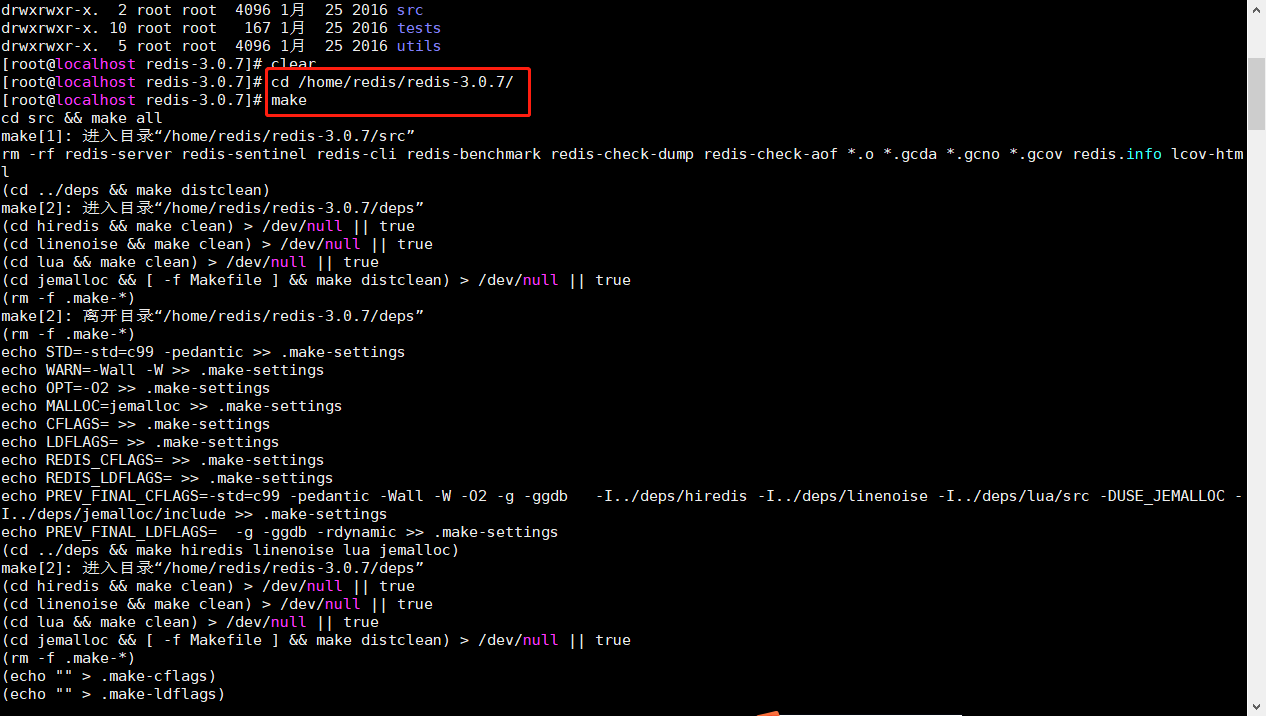 drwxrwxr-x.  2 root root  4096 1月  25 2016 src
drwxrwxr-x. 10 root root   167 1月  25 2016 tests
drwxrwxr-x.  5 root root  4096 1月  25 2016 utils
[root@localhost redis-3.0.7]# clear
[root@localhost redis-3.0.7]# cd /home/redis/redis-3.0.7/
[root@localhost redis-3.0.7]# make
cd src && make all
make[1]: 进入目录“/home/redis/redis-3.0.7/src”
rm -rf redis-server redis-sentinel redis-cli redis-benchmark redis-check-dump redis-check-aof *.o *.gcda *.gcno *.gcov redis.info lcov-htm
l
(cd ../deps && make distclean)
make[2]: 进入目录“/home/redis/redis-3.0.7/deps”
(cd hiredis && make clean) > /dev/null || true
(cd linenoise && make clean) > /dev/null || true
(cd lua && make clean) > /dev/null || true
(cd jemalloc && [ -f Makefile ] && make distclean) > /dev/null || true
(rm -f .make-*)
make[2]: 离开目录“/home/redis/redis-3.0.7/deps”
(rm -f .make-*)
echo STD=-std=c99 -pedantic >> .make-settings
echo WARN=-Wall -W >> .make-settings
echo OPT=-O2 >> .make-settings
echo MALLOC=jemalloc >> .make-settings
echo CFLAGS= >> .make-settings
echo LDFLAGS= >> .make-settings
echo REDIS_CFLAGS= >> .make-settings
echo REDIS_LDFLAGS= >> .make-settings
echo PREV_FINAL_CFLAGS=-std=c99 -pedantic -Wall -W -O2 -g -ggdb   -I../deps/hiredis -I../deps/linenoise -I../deps/lua/src -DUSE_JEMALLOC -
I../deps/jemalloc/include >> .make-settings
echo PREV_FINAL_LDFLAGS=  -g -ggdb -rdynamic >> .make-settings
(cd ../deps && make hiredis linenoise lua jemalloc)
make[2]: 进入目录“/home/redis/redis-3.0.7/deps”
(cd hiredis && make clean) > /dev/null || true
(cd linenoise && make clean) > /dev/null || true
(cd lua && make clean) > /dev/null || true
(cd jemalloc && [ -f Makefile ] && make distclean) > /dev/null || true
(rm -f .make-*)
(echo "" > .make-cflags)
(echo "" > .make-ldflags)